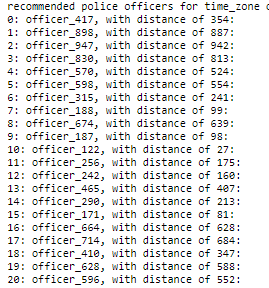 recommended police officers for time_zone
0: officer_417, with distance of 354:
1: officer_898, with distance of 887:
2: officer_947, with distance of 942:
3: officer_830, with distance of 813:
4: officer_570, with distance of 524:
5: officer_598, with distance of 554:
6: officer_315, with distance of 241:
7: officer_188, with distance of 99:
8: officer_674, with distance of 639:
9: officer_187, with distance of 98:
10: officer_122, with distance of 27:
11: officer_256, with distance of 175:
12: officer_242, with distance of 160:
13: officer_465, with distance of 407:
14: officer_290, with distance of 213:
15: officer_171, with distance of 81:
16: officer_664, with distance of 628:
17: officer_714, with distance of 684:
18: officer_410, with distance of 347:
19: officer_628, with distance of 588:
20: officer_596, with distance of 552: